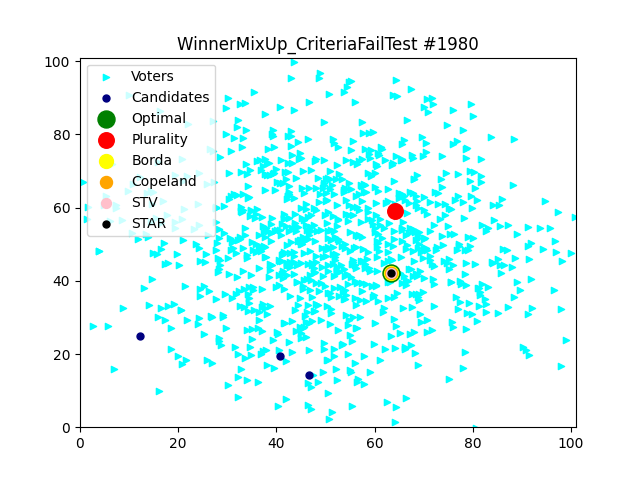 WinnerMixUp_CriteriaFailTest #1980
100
80
60
40
20
0
Voters
Candidates
Optimal
Plurality
Borda
Copeland
STV
STAR
0 20 40 60 80 100